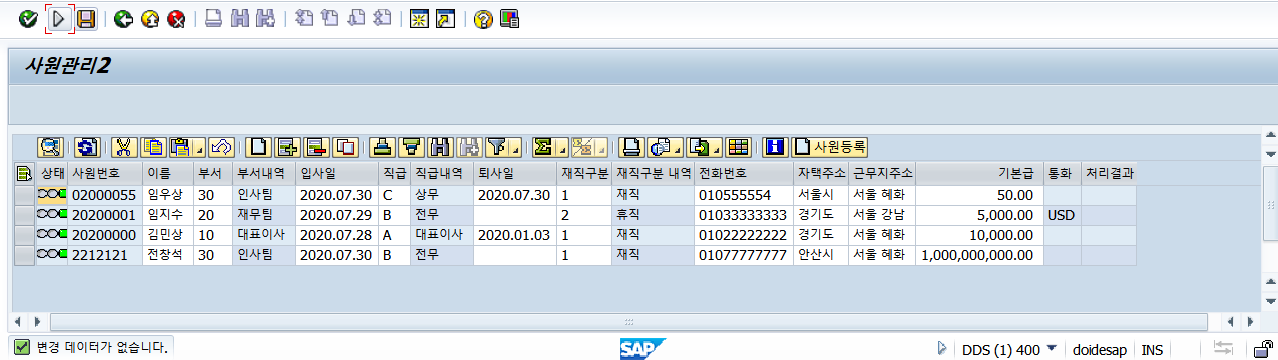 사원관리2
사원등록
상태 사원번호 이름 부서 부서내역 입사일 직급 직급내역 퇴사일 재직구분 재직구분 내역 전화번호 자택주소 근무지주소 기본급 통화 처리결과
02000055 임우상 30 인사팀 2020.07.30 C 상무 2020.07.30 1 재직 010555554 서울시 서울 혜화 50.00
20200001 임지수 20 재무팀 2020.07.29 B 전무 2 휴직 01033333333 경기도 서울 강남 5,000.00 USD
20200000 김민상 10 대표이사 2020.07.28 A 대표이사 2020.01.03 1 재직 01022222222 경기도 서울 혜화 10,000.00
2212121 전창석 30 인사팀 2020.07.30 B 전무 1 재직 01077777777 안산시 서울 혜화 1,000,000,000.00
변경 데이터가 없습니다. SAP DDS (1) 400 doidesap INS